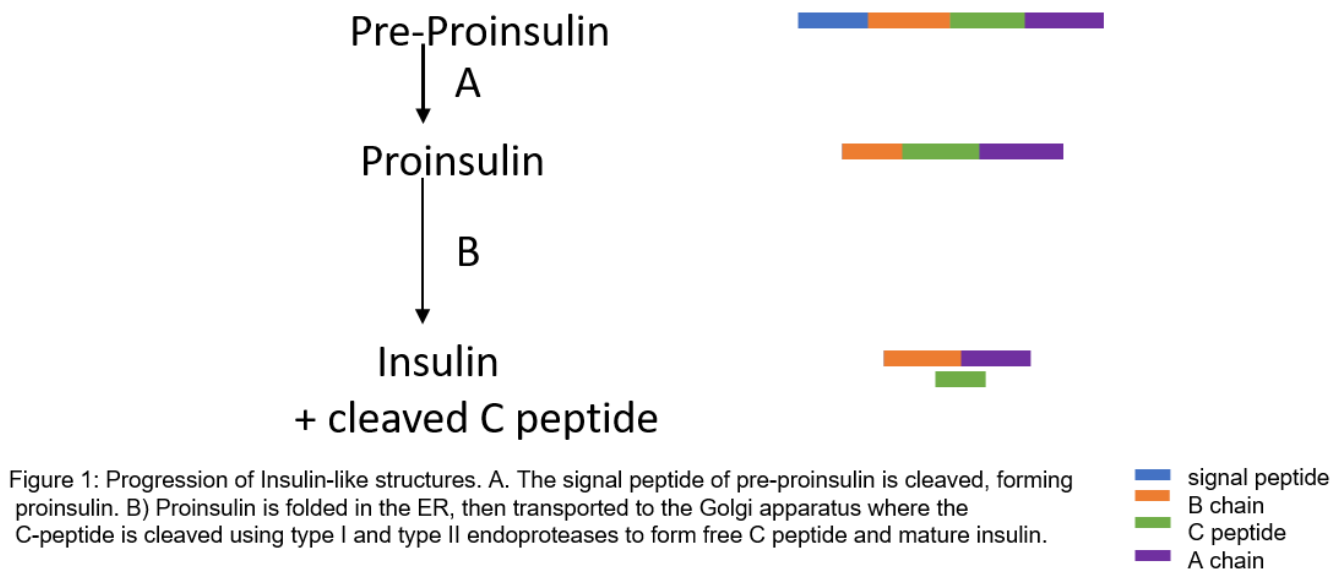 Pre-Proinsulin
A
Proinsulin
B
Insulin
+ cleaved C peptide
Figure 1: Progression of Insulin-like structures. A. The signal peptide of pre-proinsulin is cleaved, forming
proinsulin. B) Proinsulin is folded in the ER, then transported to the Golgi apparatus where the
C-peptide is cleaved using type I and type II endoproteases to form free C peptide and mature insulin.
signal peptide
B chain
C peptide
A chain